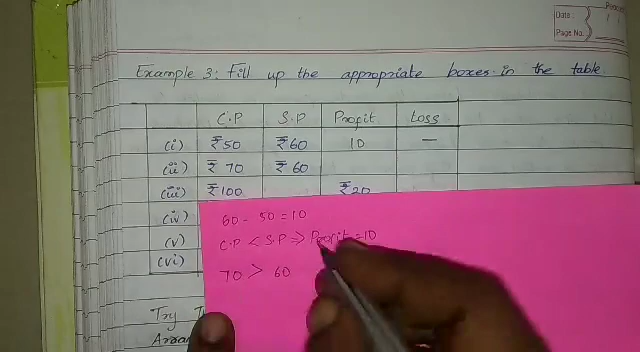 Date:
Page No.
Example 3: Fill up the appropriate boxes in the table
C.P S.P Profit Loss
(i) ₹50 ₹60 10 —
(ii) ₹70 ₹60
(iii) ₹100 ₹20
(iv)
(v)
(vi)
60 - 50 = 10
C.P < S.P ⇒ Profit = 10
70 > 60
Try